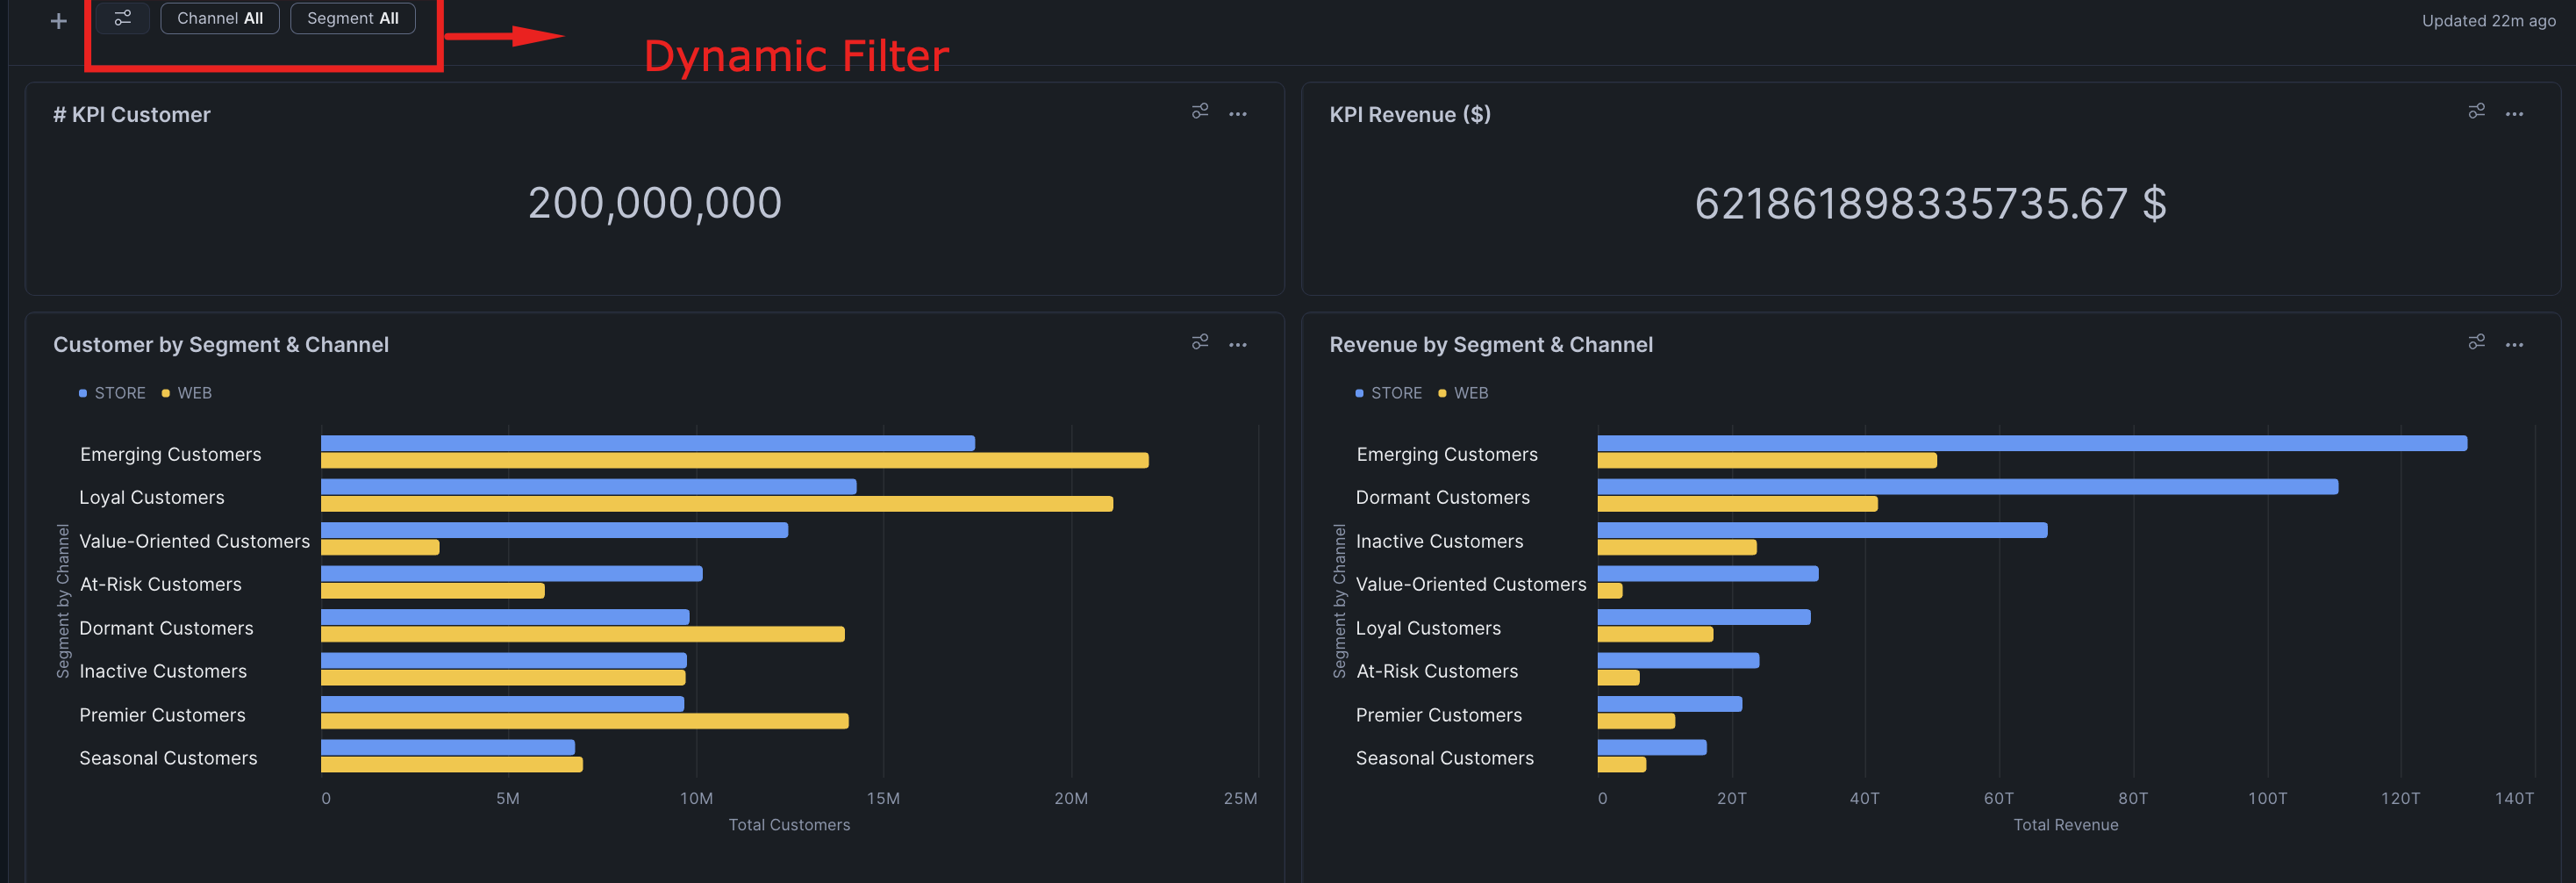 + Channel All Segment All Updated 22m ago
Dynamic Filter
# KPI Customer
200,000,000
KPI Revenue ($)
621861898335735.67 $
Customer by Segment & Channel
STORE WEB
Segment by Channel
Emerging Customers
Loyal Customers
Value-Oriented Customers
At-Risk Customers
Dormant Customers
Inactive Customers
Premier Customers
Seasonal Customers
0 5M 10M 15M 20M 25M
Total Customers
Revenue by Segment & Channel
STORE WEB
Segment by Channel
Emerging Customers
Dormant Customers
Inactive Customers
Value-Oriented Customers
Loyal Customers
At-Risk Customers
Premier Customers
Seasonal Customers
0 20T 40T 60T 80T 100T 120T 140T
Total Revenue